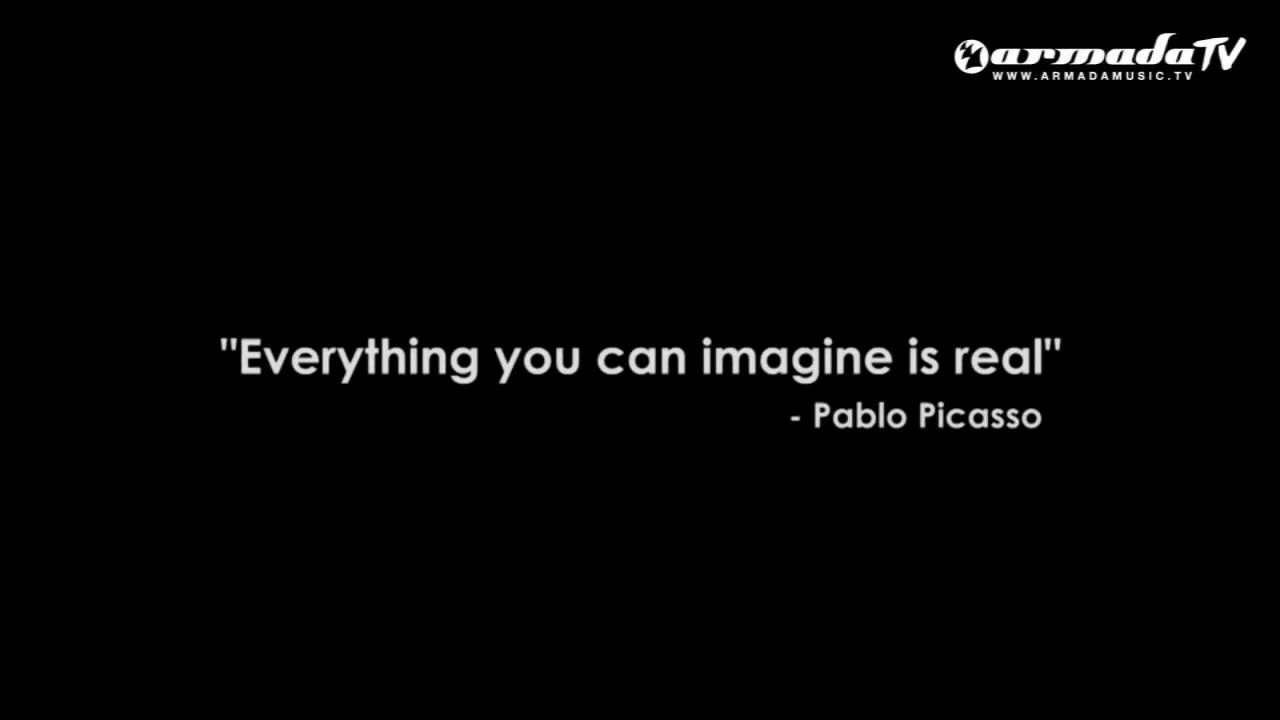 armadaTV
WWW.ARMADAMUSIC.TV
"Everything you can imagine is real"
- Pablo Picasso